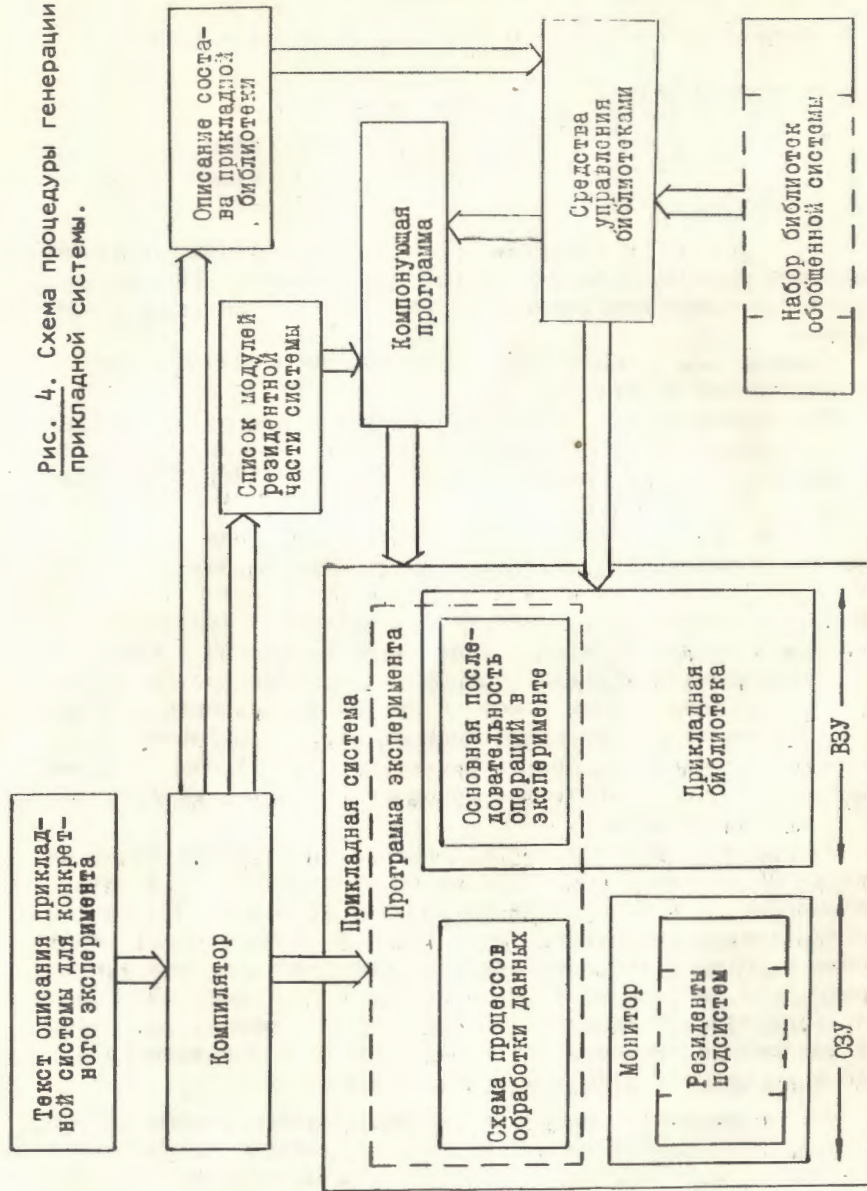 Рис. 4. Схема процедуры генерации
прикладной системы.
Текст описания приклад-
ной системы для конкрет-
ного эксперимента
Компилятор
Описание соста-
ва прикладной
библиотеки
Список модулей
резидентной
части системы
Компонующая
программа
Средства
управления
библиотеками
Набор библиотек
обобщенной системы
Прикладная система
Программа эксперимента
Схема процессов
обработки данных
Основная после-
довательность
операций в
эксперименте
Монитор
Резиденты
подсистем
Прикладная
библиотека
ОЗУ
ВЗУ